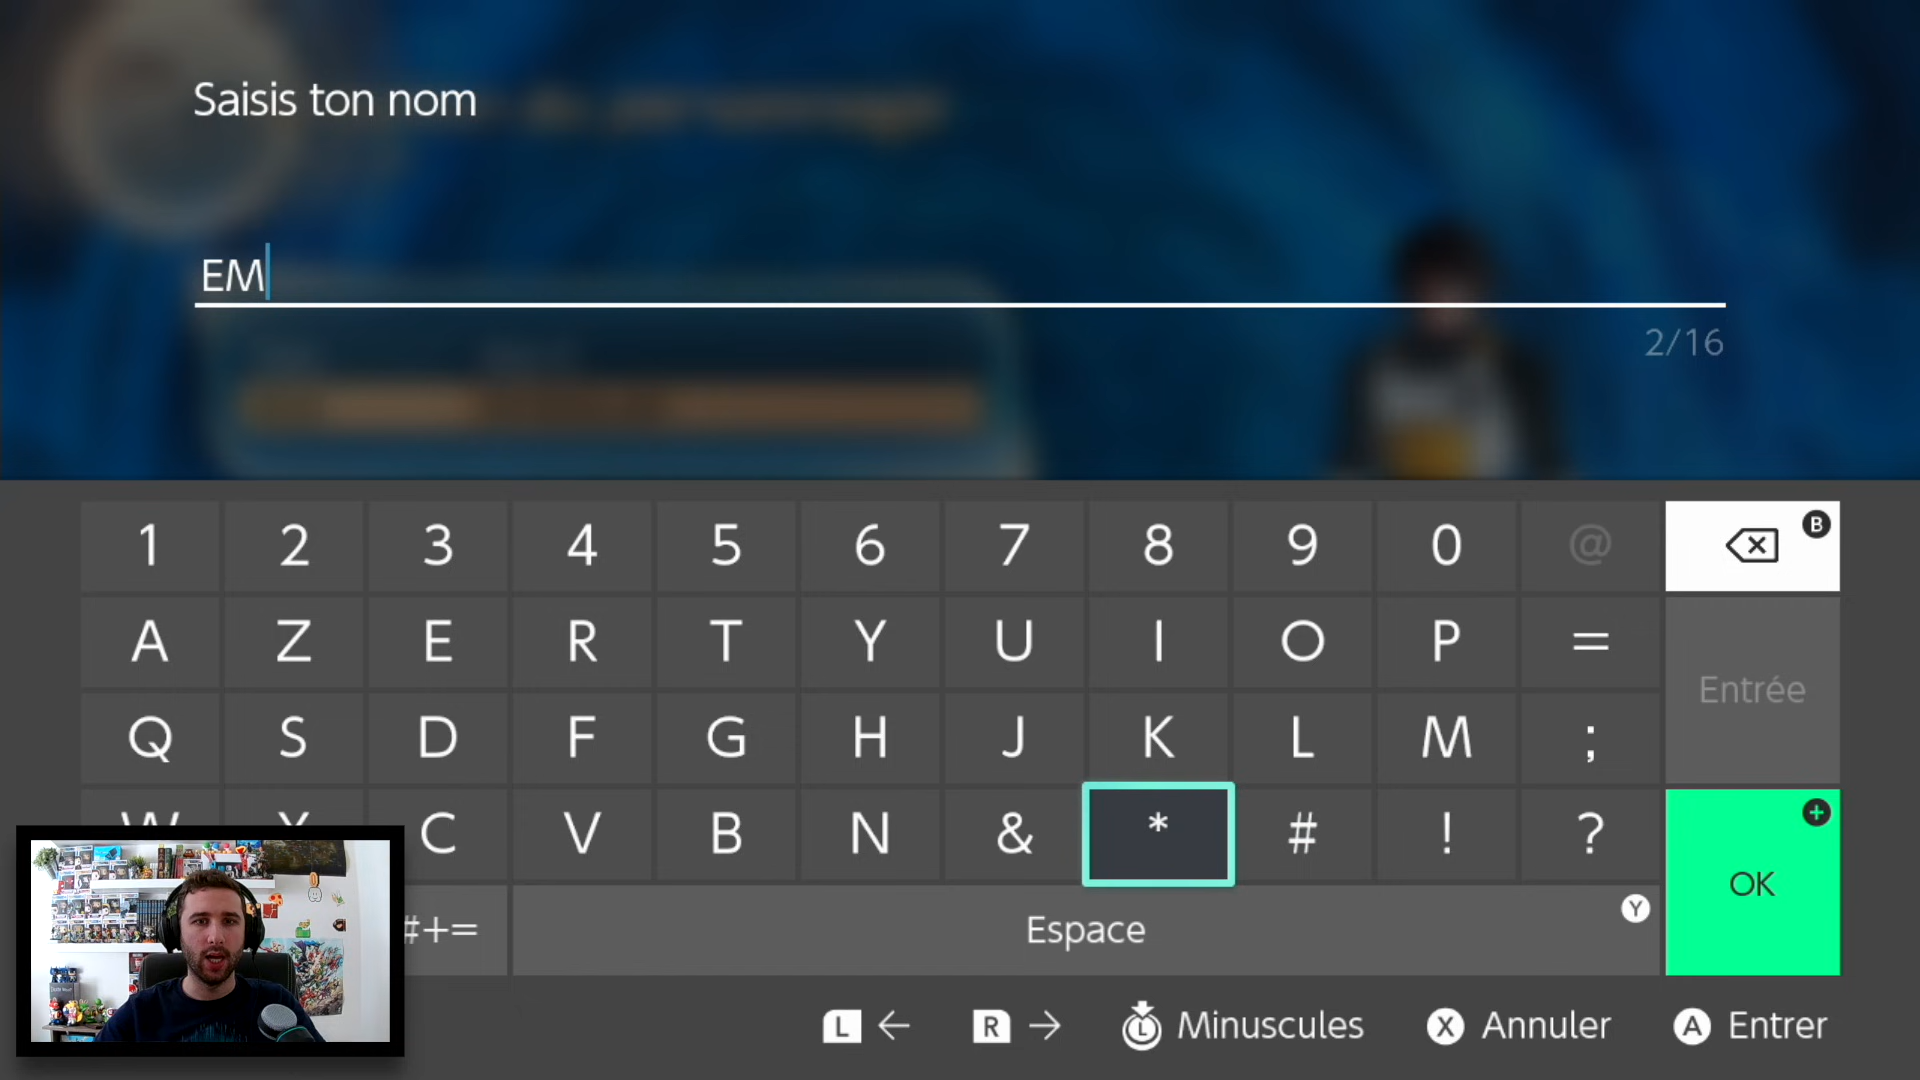 Saisis ton nom
EM
2/16
1 2 3 4 5 6 7 8 9 0 @ B
A Z E R T Y U I O P = Entrée
Q S D F G H J K L M ;
C V B N & * # ! ? +
OK
#+= Espace Y
L ← R → L Minuscules X Annuler A Entrer